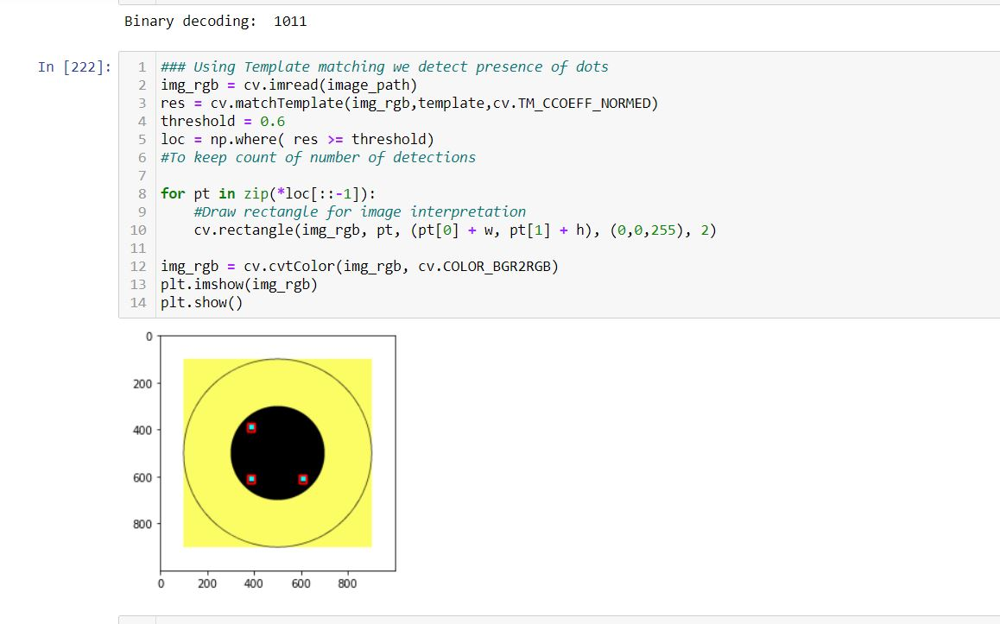 Binary decoding:  1011
In [222]:
1 ### Using Template matching we detect presence of dots
2 img_rgb = cv.imread(image_path)
3 res = cv.matchTemplate(img_rgb,template,cv.TM_CCOEFF_NORMED)
4 threshold = 0.6
5 loc = np.where( res >= threshold)
6 #To keep count of number of detections
7
8 for pt in zip(*loc[::-1]):
9     #Draw rectangle for image interpretation
10     cv.rectangle(img_rgb, pt, (pt[0] + w, pt[1] + h), (0,0,255), 2)
11
12 img_rgb = cv.cvtColor(img_rgb, cv.COLOR_BGR2RGB)
13 plt.imshow(img_rgb)
14 plt.show()
0
200
400
600
800
0 200 400 600 800